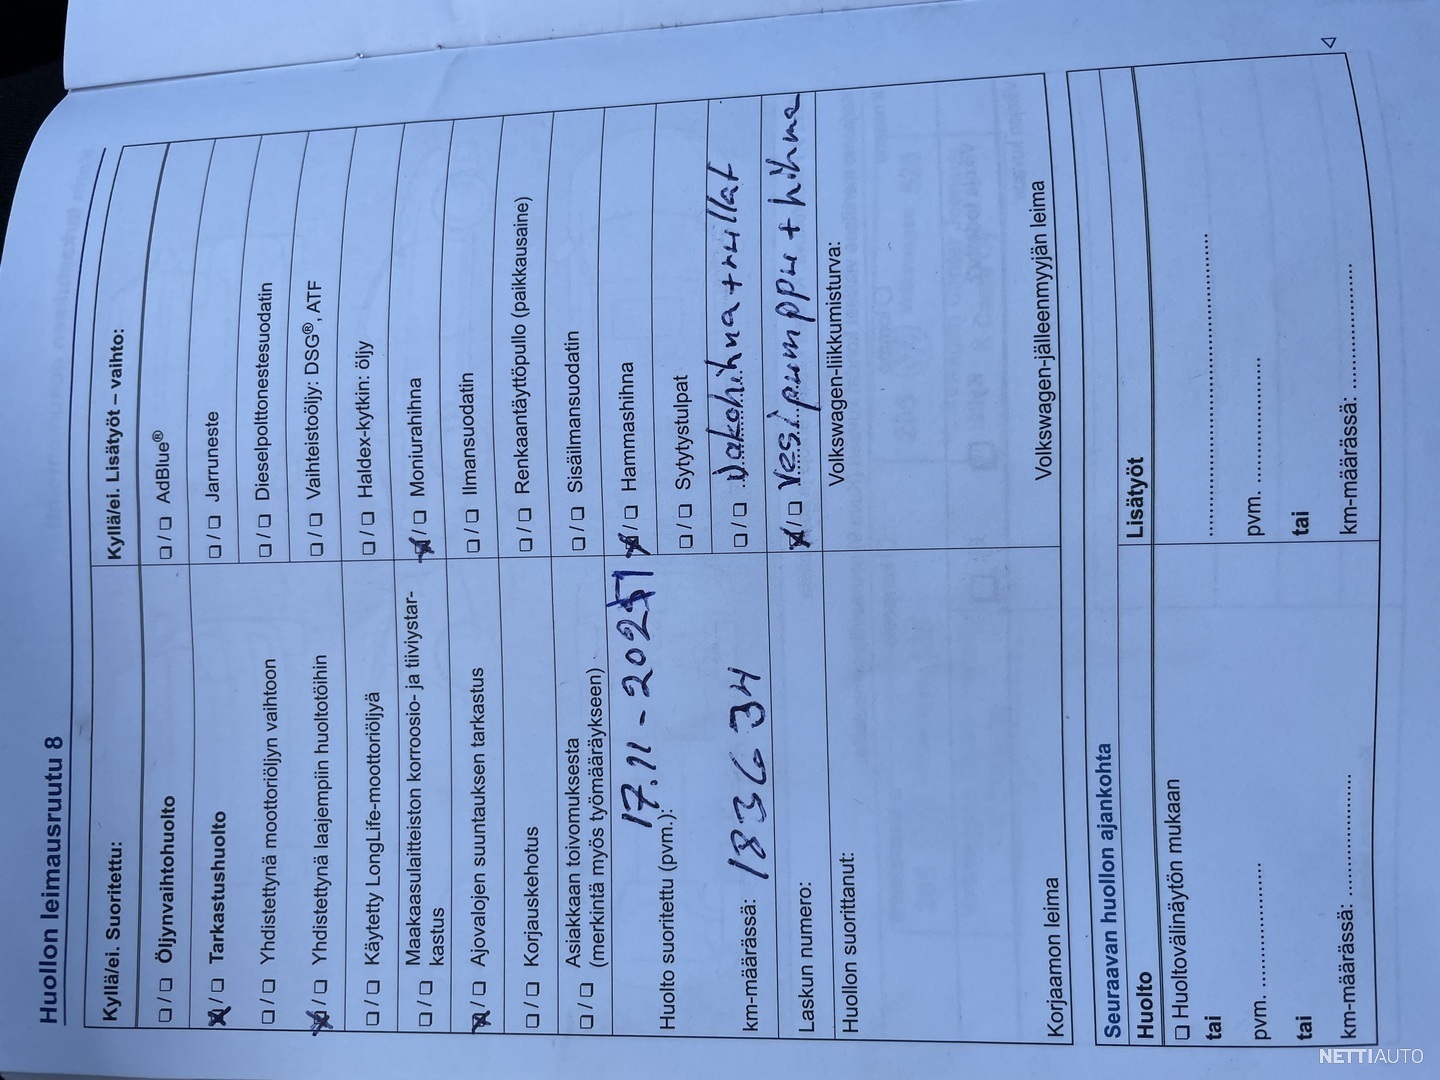 Huollon leimausruutu 8
Kyllä/ei. Suoritettu:
❏ / ❏ Öljynvaihtohuolto
❏ / ❏ Tarkastushuolto
❏ / ❏ Yhdistettynä moottoriöljyn vaihtoon
❏ / ❏ Yhdistettynä laajempiin huoltotöihin
❏ / ❏ Käytetty LongLife-moottoriöljyä
❏ / ❏ Maakaasulaitteiston korroosio- ja tiiviystar-
kastus
❏ / ❏ Ajovalojen suuntauksen tarkastus
❏ / ❏ Korjauskehotus
❏ / ❏ Asiakkaan toivomuksesta
(merkintä myös työmääräykseen)
Huolto suoritettu (pvm.): 17.11-202
km-määrässä: 183634
Laskun numero:
Huollon suorittanut:
Korjaamon leima
Kyllä/ei. Lisätyöt – vaihto:
❏ / ❏ AdBlue®
❏ / ❏ Jarruneste
❏ / ❏ Dieselpolttonestesuodatin
❏ / ❏ Vaihteistoöljy: DSG®, ATF
❏ / ❏ Haldex-kytkin: öljy
❏ / ❏ Moniurahihna
❏ / ❏ Ilmansuodatin
❏ / ❏ Renkaantäyttöpullo (paikkausaine)
❏ / ❏ Sisäilmansuodatin
❏ / ❏ Hammashihna
❏ / ❏ Sytytystulpat
❏ / ❏ Jakohihna + rullat
❏ / ❏ Vesipumppu + hihna
Volkswagen-liikkumisturva:
Volkswagen-jälleenmyyjän leima
Seuraavan huollon ajankohta
Huolto
❏ Huoltovälinäytön mukaan
tai
pvm. ................
tai
km-määrässä: ................
Lisätyöt
........................................
pvm. ................
tai
km-määrässä: ................
NETTIAUTO